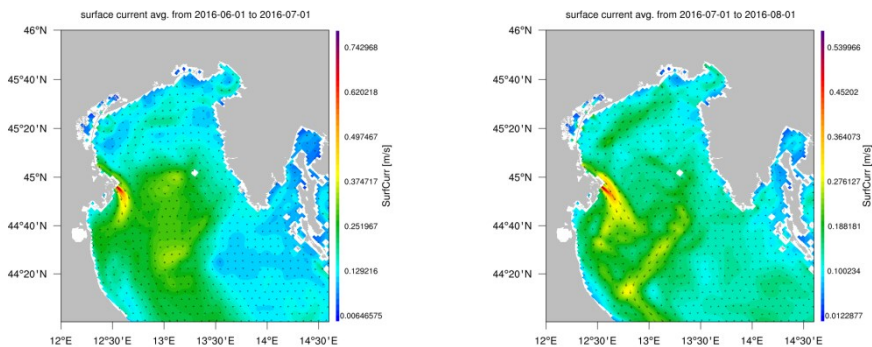 surface current avg. from 2016-06-01 to 2016-07-01
46°N
45°40'N
45°20'N
45°N
44°40'N
44°20'N
12°E
12°30'E
13°E
13°30'E
14°E
14°30'E
0.742968
0.620218
0.497467
0.374717
0.251967
0.129216
0.00646575
SurfCurr [m/s]
surface current avg. from 2016-07-01 to 2016-08-01
46°N
45°40'N
45°20'N
45°N
44°40'N
44°20'N
12°E
12°30'E
13°E
13°30'E
14°E
14°30'E
0.539966
0.45202
0.364073
0.276127
0.188181
0.100234
0.0122877
SurfCurr [m/s]